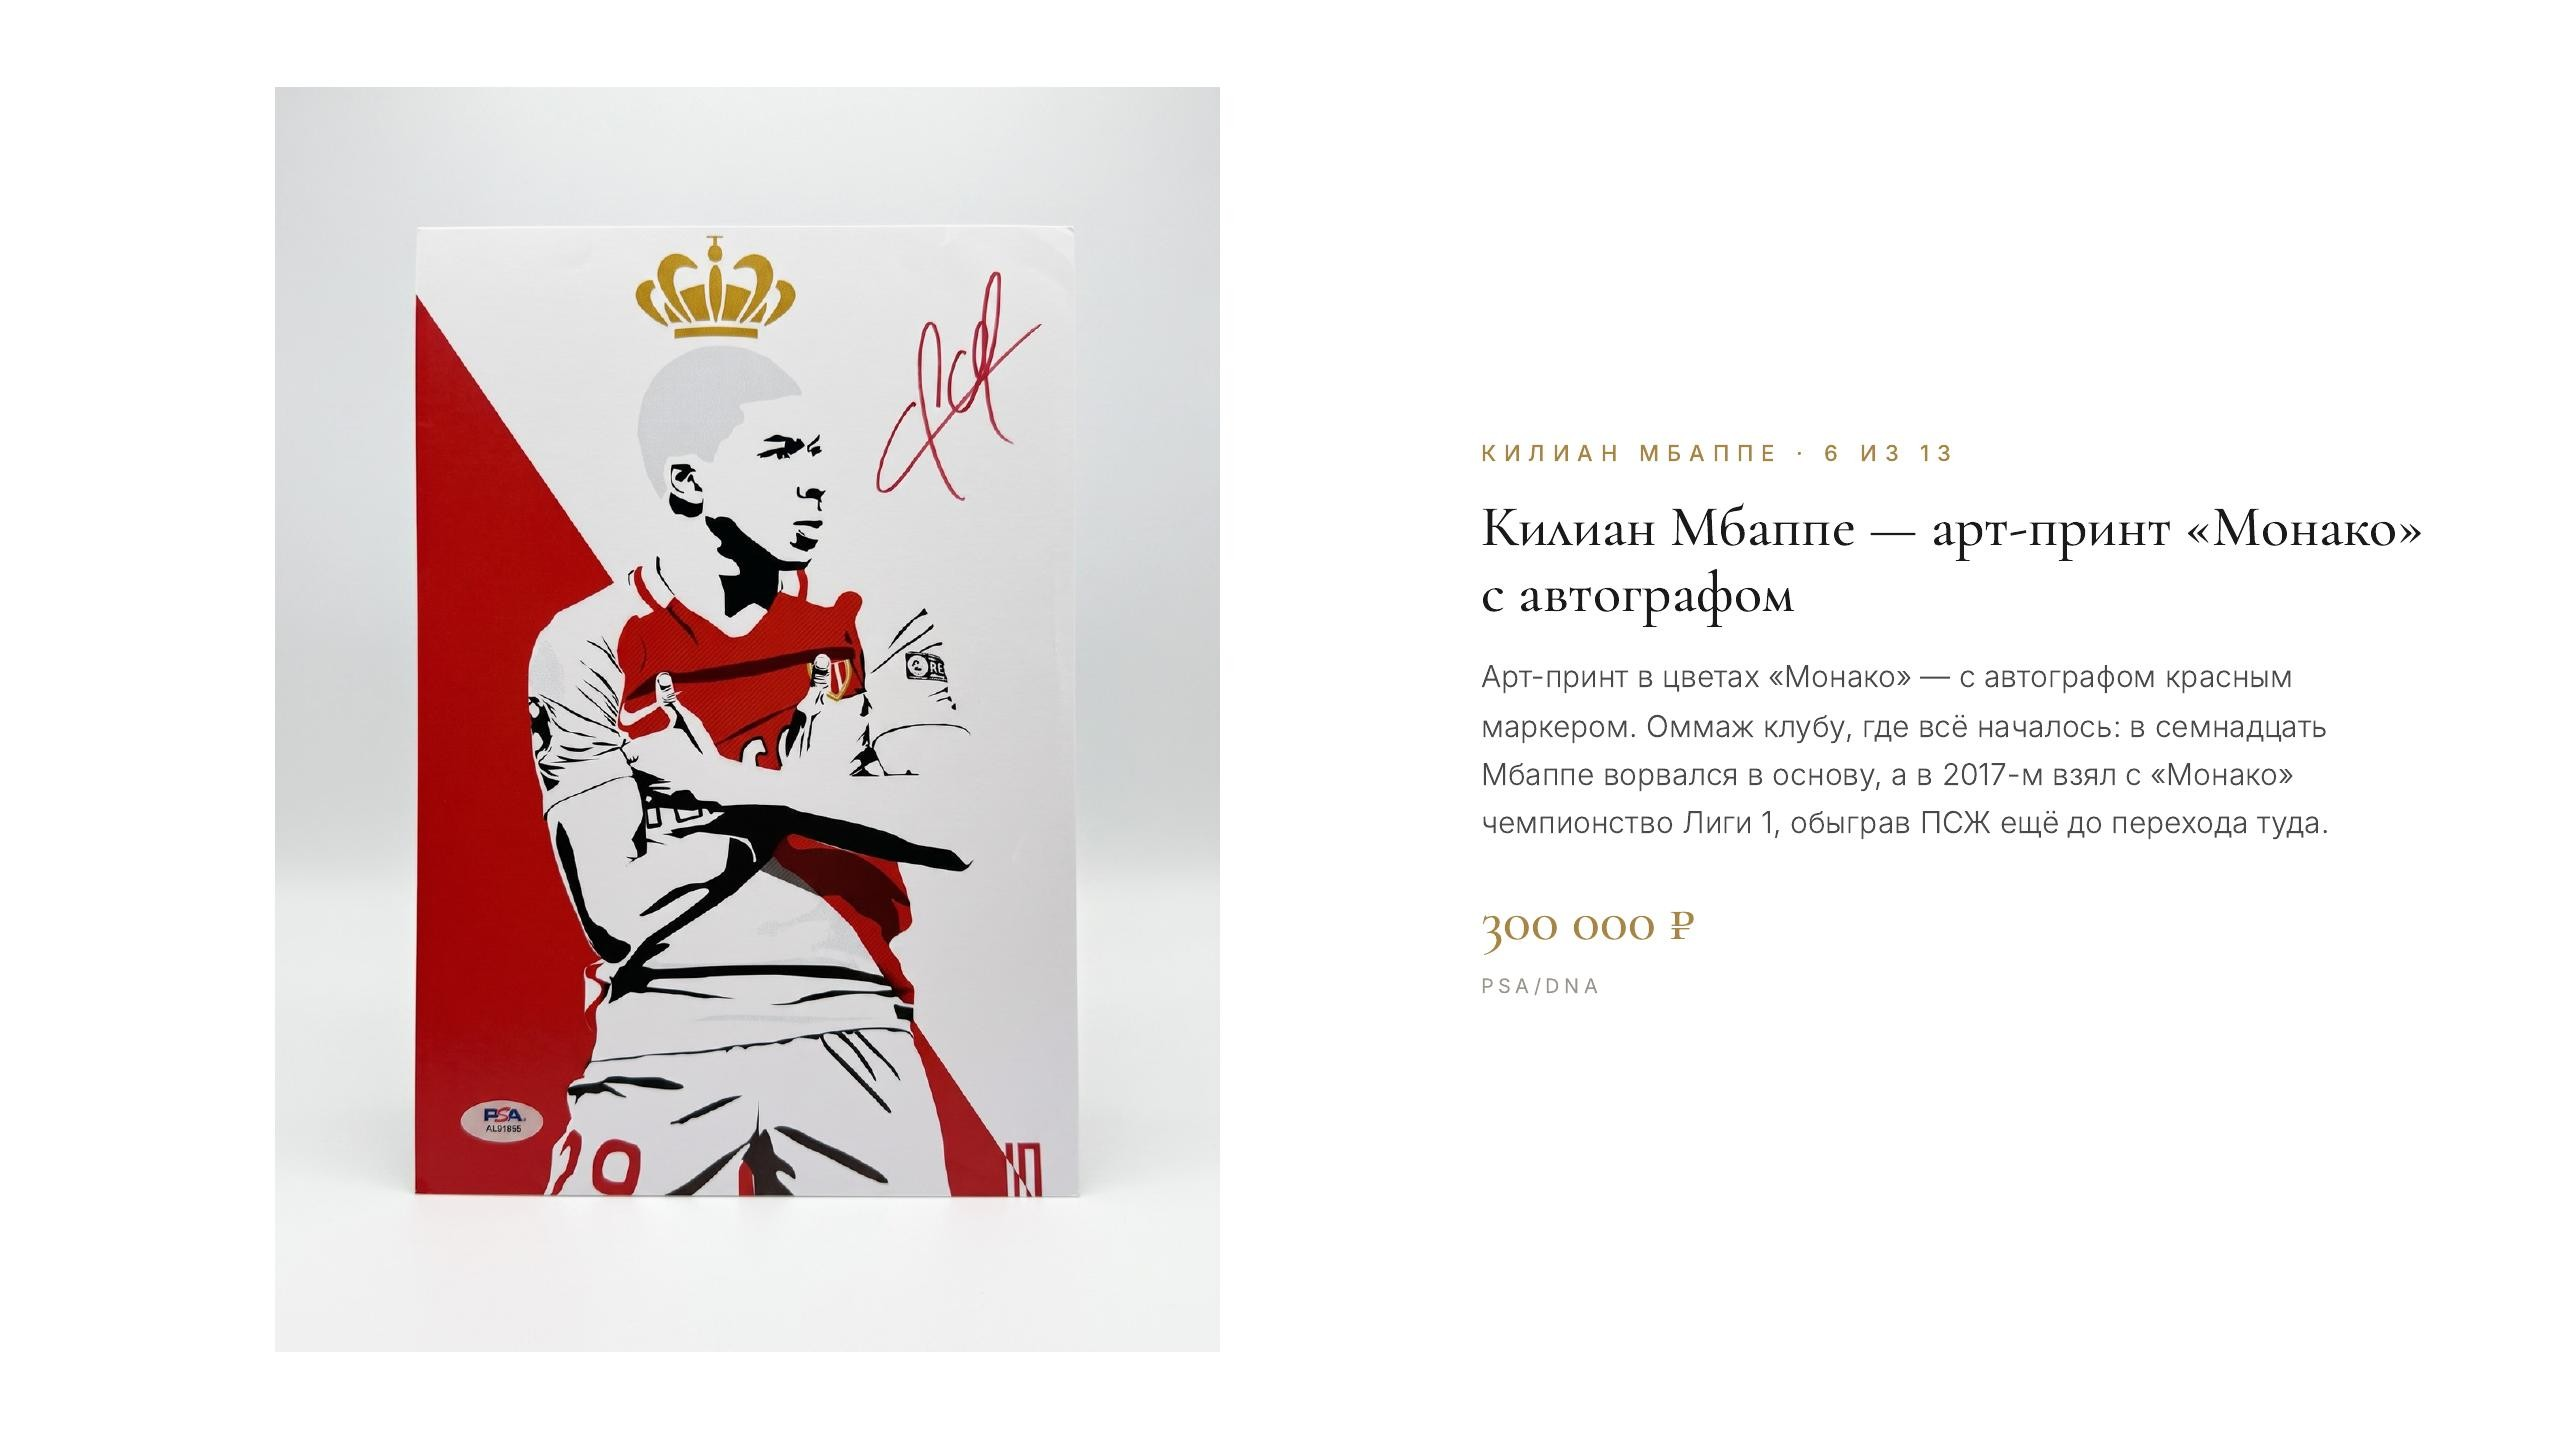 PSA
AL91855
КИЛИАН МБАППЕ · 6 ИЗ 13
Килиан Мбаппе — арт-принт «Монако»
с автографом
Арт-принт в цветах «Монако» — с автографом красным
маркером. Оммаж клубу, где всё началось: в семнадцать
Мбаппе ворвался в основу, а в 2017-м взял с «Монако»
чемпионство Лиги 1, обыграв ПСЖ ещё до перехода туда.
300 000 ₽
PSA/DNA